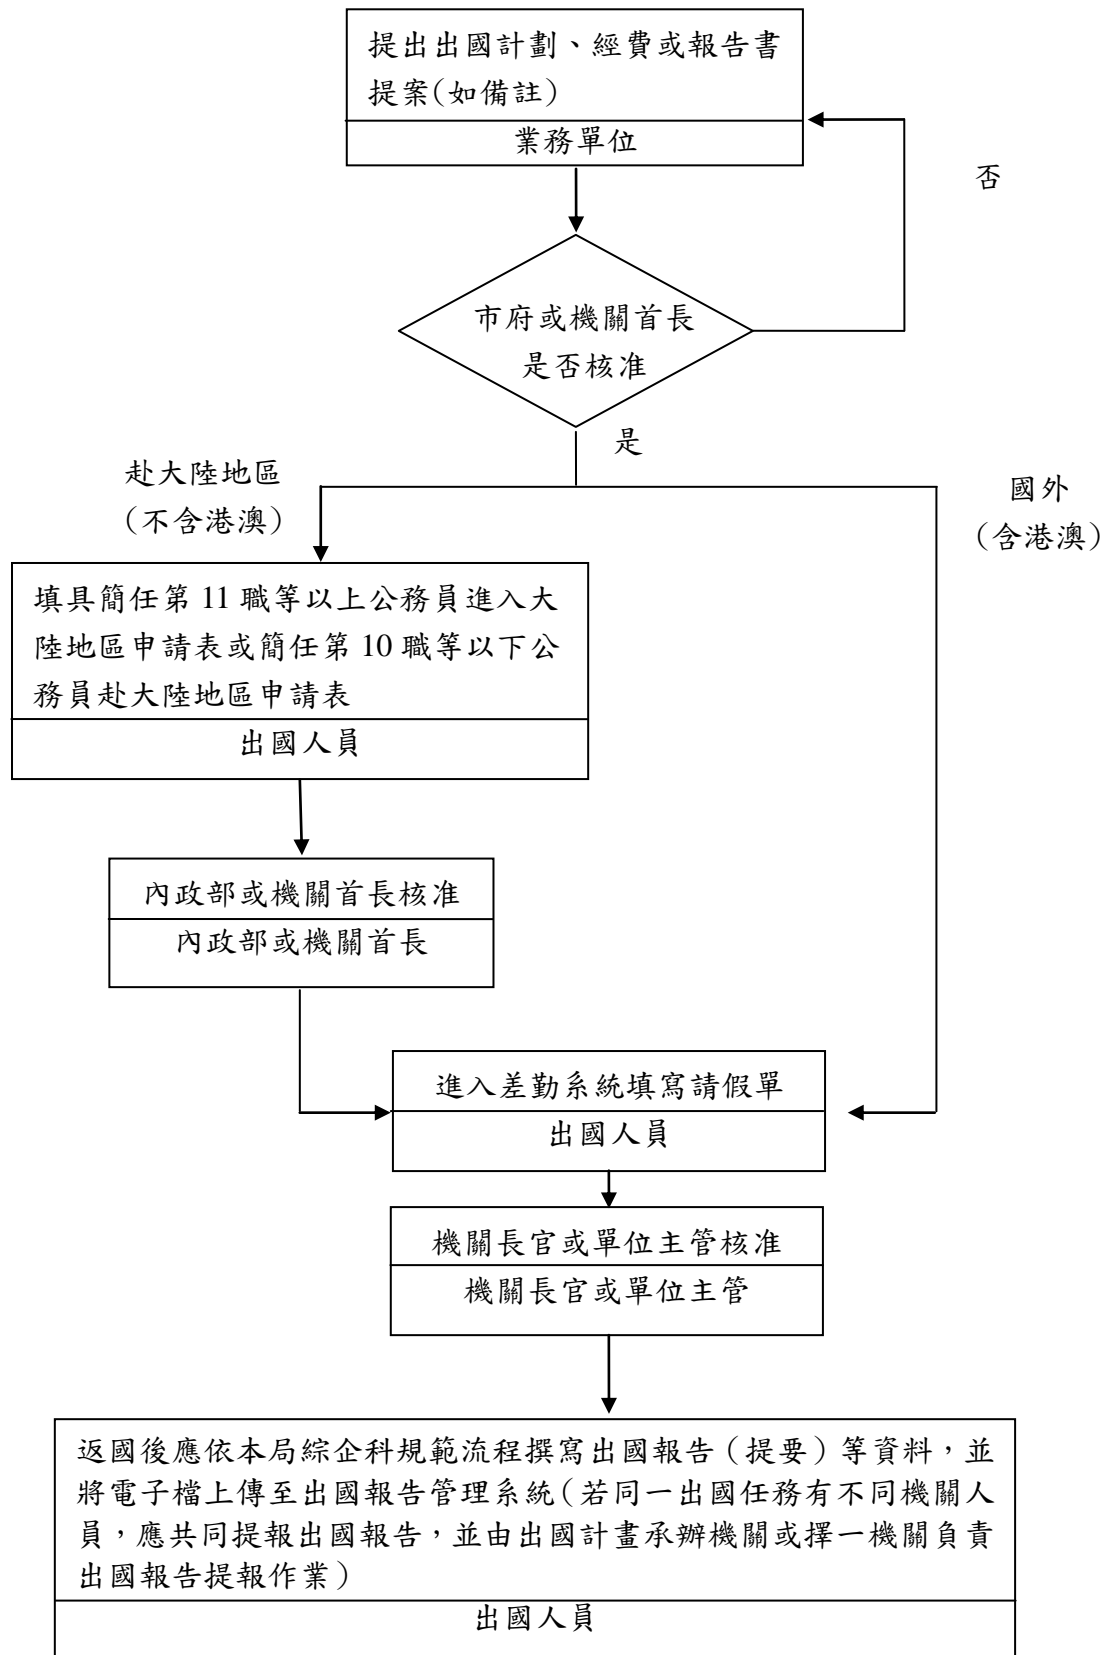 提出出國計劃、經費或報告書
提案(如備註)
業務單位
否
市府或機關首長
是否核准
是
赴大陸地區
(不含港澳)
國外
(含港澳)
填具簡任第 11 職等以上公務員進入大
陸地區申請表或簡任第 10 職等以下公
務員赴大陸地區申請表
出國人員
內政部或機關首長核准
內政部或機關首長
進入差勤系統填寫請假單
出國人員
機關長官或單位主管核准
機關長官或單位主管
返國後應依本局綜企科規範流程撰寫出國報告(提要)等資料,並
將電子檔上傳至出國報告管理系統(若同一出國任務有不同機關人
員,應共同提報出國報告,並由出國計畫承辦機關或擇一機關負責
出國報告提報作業)
出國人員